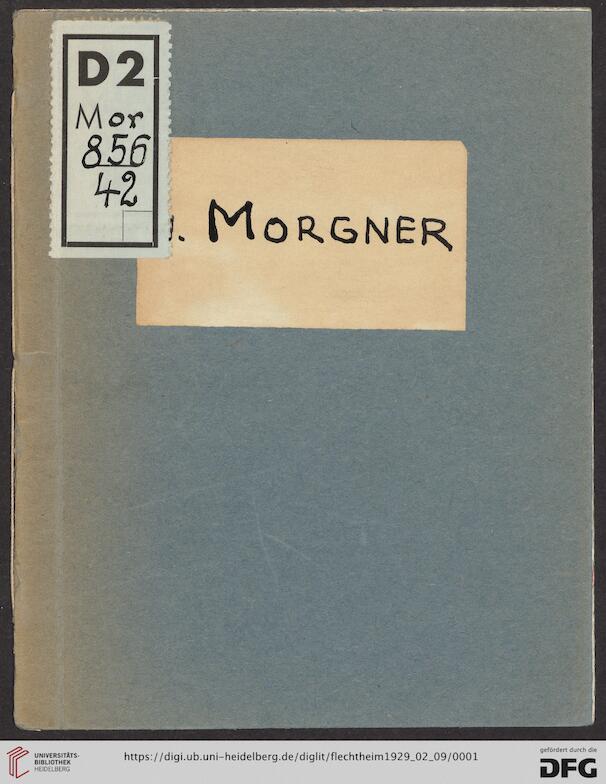 D 2
Mor
856
42
. MORGNER
UNIVERSITÄTS-
BIBLIOTHEK
HEIDELBERG
https://digi.ub.uni-heidelberg.de/diglit/flechtheim1929_02_09/0001
gefördert durch die
DFG